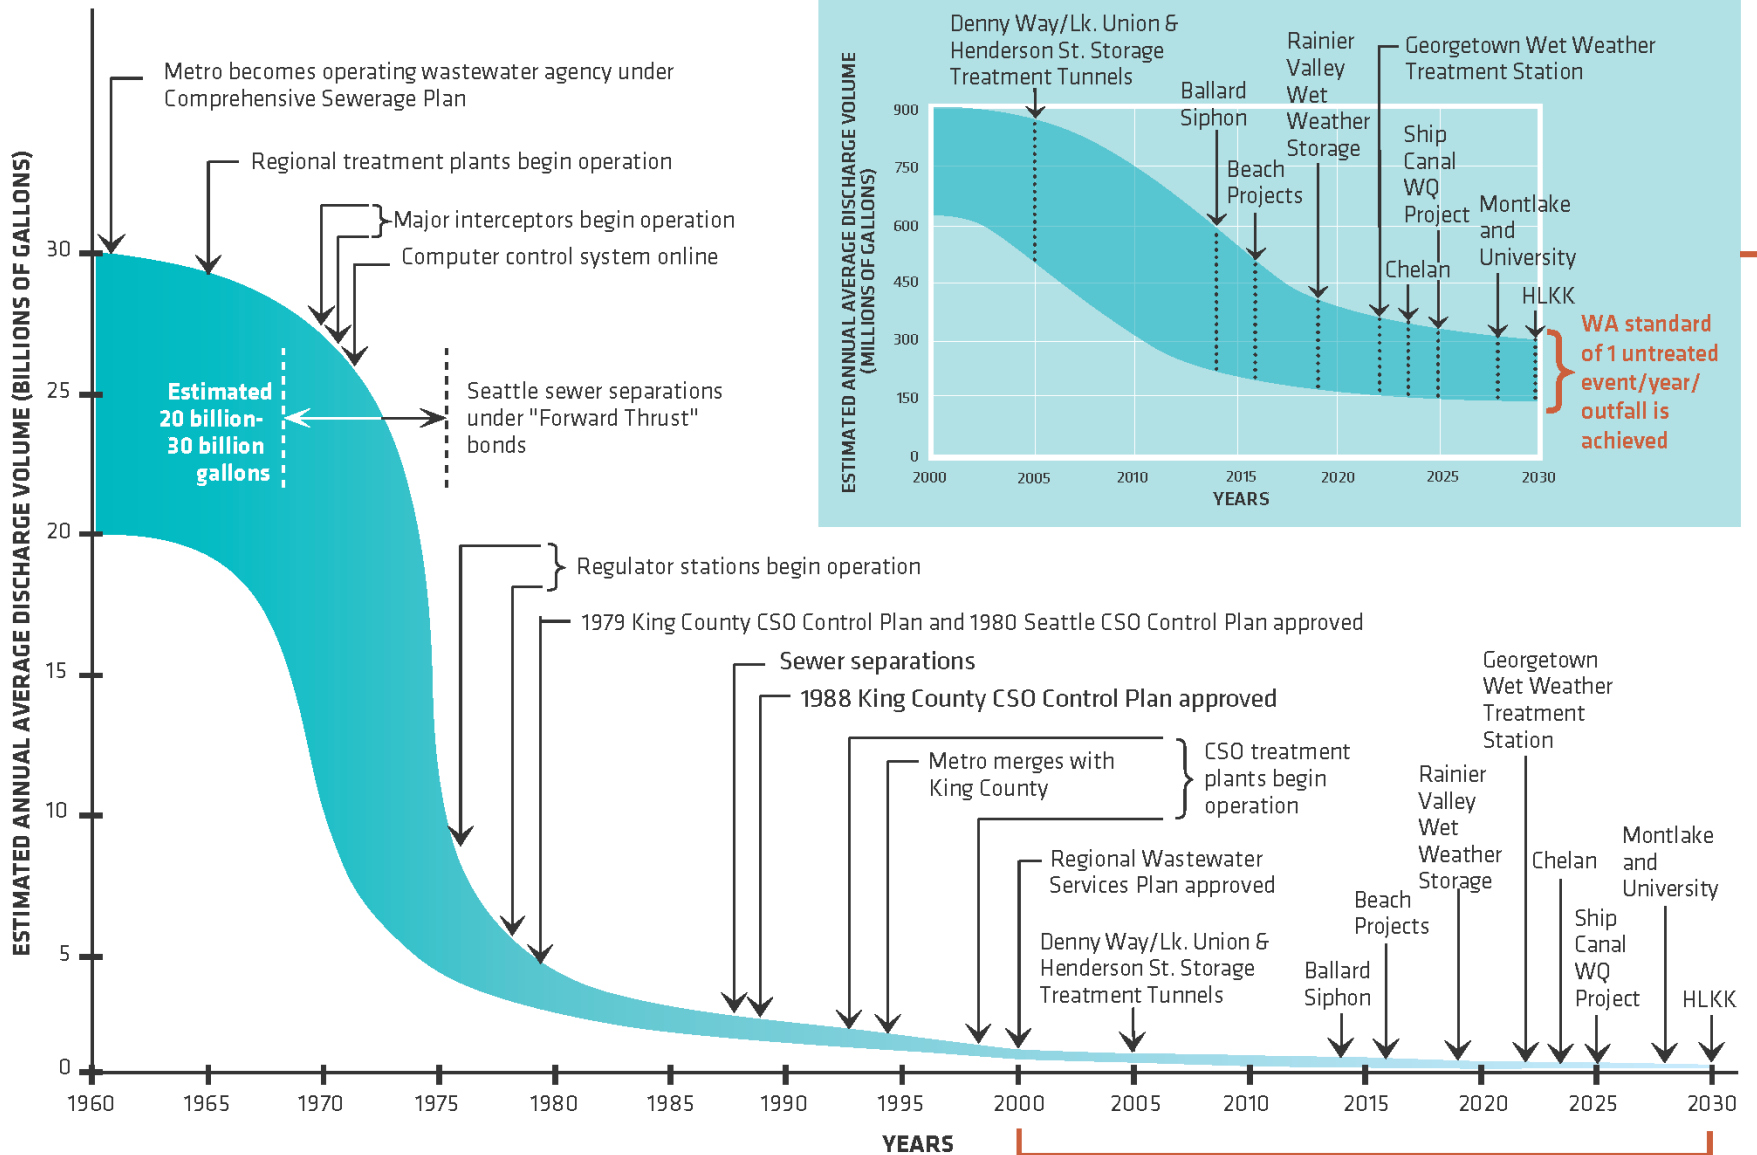 ESTIMATED ANNUAL AVERAGE DISCHARGE VOLUME (BILLIONS OF GALLONS)
30
25
20
15
10
5
0
Metro becomes operating wastewater agency under
Comprehensive Sewerage Plan
Regional treatment plants begin operation
Major interceptors begin operation
Computer control system online
Estimated
20 billion-
30 billion
gallons
Seattle sewer separations
under "Forward Thrust"
bonds
Regulator stations begin operation
1979 King County CSO Control Plan and 1980 Seattle CSO Control Plan approved
Sewer separations
1988 King County CSO Control Plan approved
CSO treatment
plants begin
operation
Metro merges with
King County
Regional Wastewater
Services Plan approved
Denny Way/Lk. Union &
Henderson St. Storage
Treatment Tunnels
Ballard
Siphon
Beach
Projects
Rainier
Valley
Wet
Weather
Storage
Georgetown
Wet Weather
Treatment
Station
Chelan
Ship
Canal
WQ
Project
Montlake
and
University
HLKK
1960
1965
1970
1975
1980
1985
1990
1995
2000
2005
2010
2015
2020
2025
2030
YEARS
ESTIMATED ANNUAL AVERAGE DISCHARGE VOLUME
(MILLIONS OF GALLONS)
900
750
600
450
300
150
0
Denny Way/Lk. Union &
Henderson St. Storage
Treatment Tunnels
Ballard
Siphon
Beach
Projects
Rainier
Valley
Wet
Weather
Storage
Georgetown Wet Weather
Treatment Station
Chelan
Ship
Canal
WQ
Project
Montlake
and
University
HLKK
WA standard
of 1 untreated
event/year/
outfall is
achieved
2000
2005
2010
2015
2020
2025
2030
YEARS